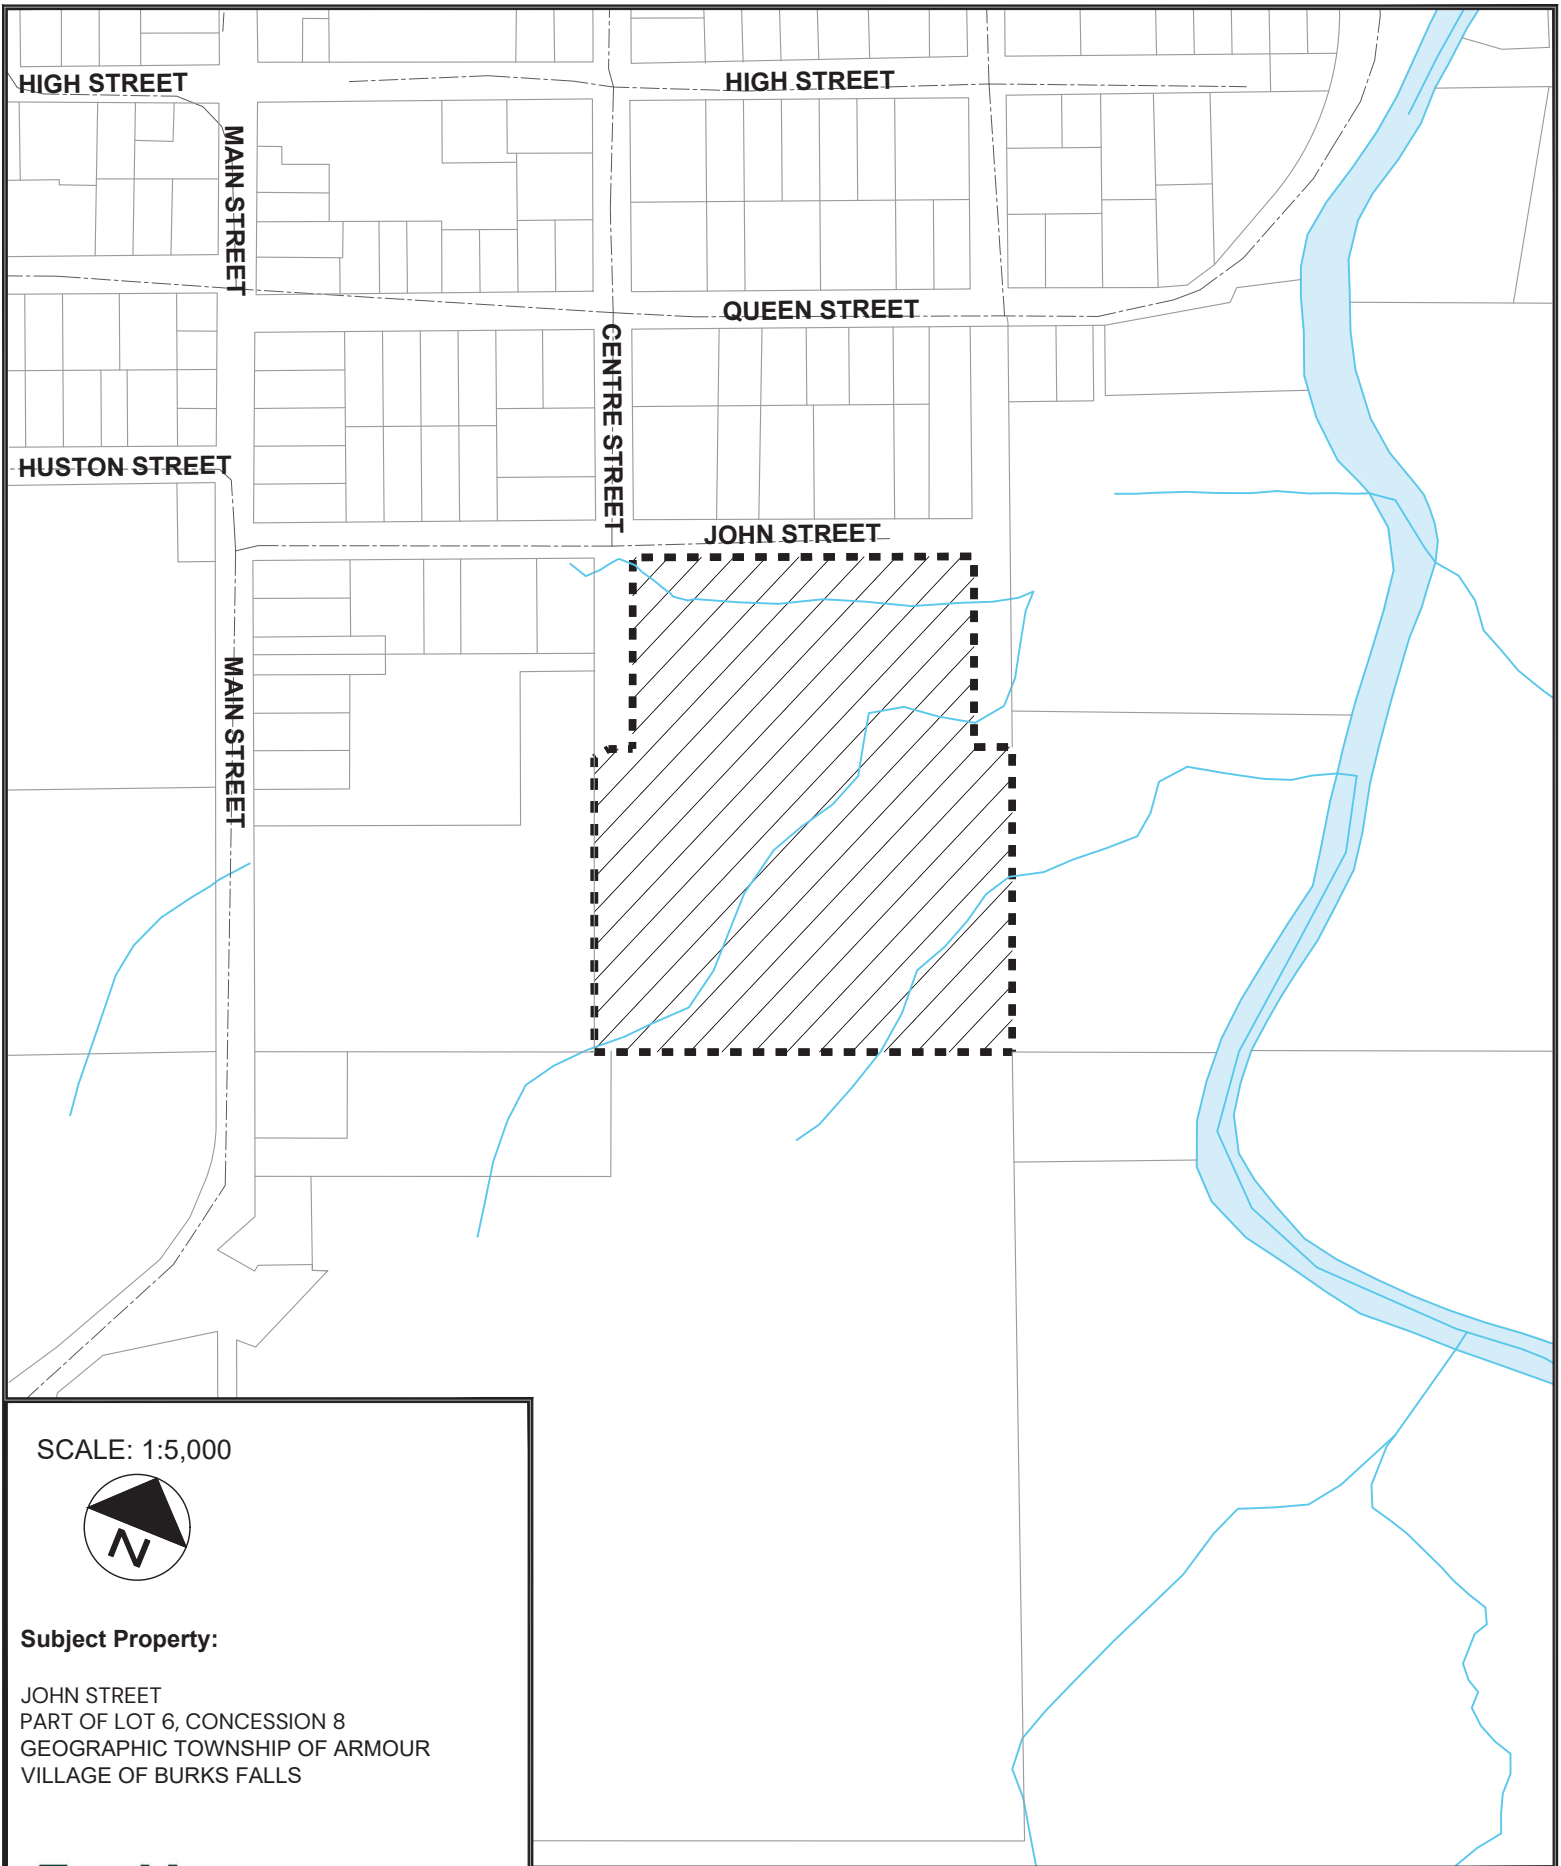 HIGH STREET
HIGH STREET
MAIN STREET
QUEEN STREET
CENTRE STREET
HUSTON STREET
JOHN STREET
MAIN STREET
SCALE: 1:5,000
N
Subject Property:
JOHN STREET
PART OF LOT 6, CONCESSION 8
GEOGRAPHIC TOWNSHIP OF ARMOUR
VILLAGE OF BURKS FALLS